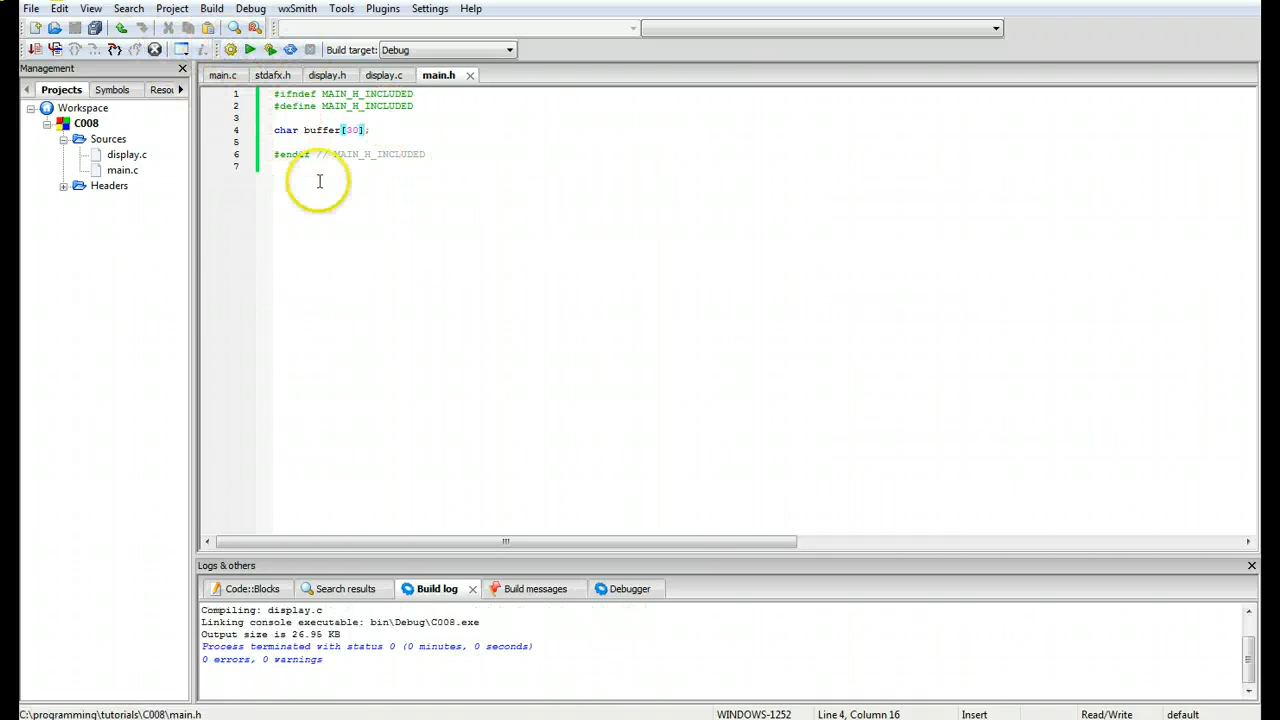 File Edit View Search Project Build Debug wxSmith Tools Plugins Settings Help
Build target: Debug
Management
main.c stdafx.h display.h display.c main.h
Projects Symbols Resou
Workspace
C008
Sources
display.c
main.c
Headers
1 #ifndef MAIN_H_INCLUDED
2 #define MAIN_H_INCLUDED
3
4 char buffer[30];
5
6 #endef // MAIN_H_INCLUDED
7
Logs & others
Code::Blocks Search results Build log Build messages Debugger
Compiling: display.c
Linking console executable: bin\Debug\C008.exe
Output size is 26.95 KB
Process terminated with status 0 (0 minutes, 0 seconds)
0 errors, 0 warnings
C:\programming\tutorials\C008\main.h WINDOWS-1252 Line 4, Column 16 Insert Read/Write default